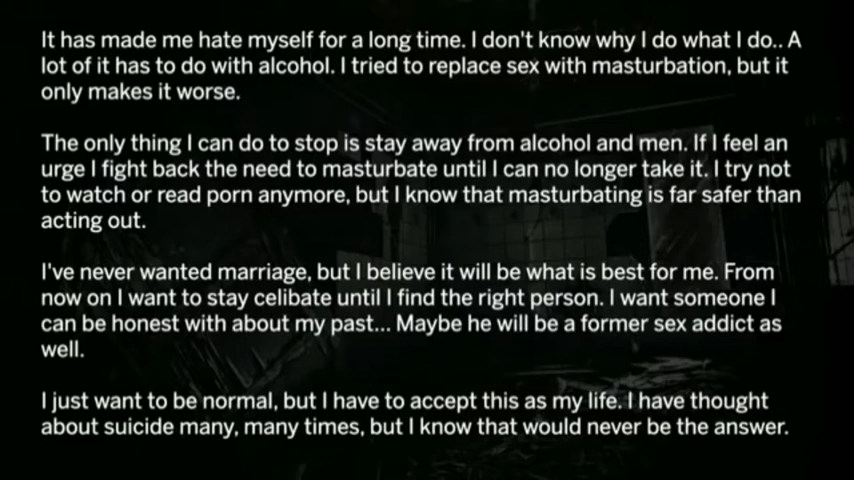 It has made me hate myself for a long time. I don't know why I do what I do.. A
lot of it has to do with alcohol. I tried to replace sex with masturbation, but it
only makes it worse.
The only thing I can do to stop is stay away from alcohol and men. If I feel an
urge I fight back the need to masturbate until I can no longer take it. I try not
to watch or read porn anymore, but I know that masturbating is far safer than
acting out.
I've never wanted marriage, but I believe it will be what is best for me. From
now on I want to stay celibate until I find the right person. I want someone I
can be honest with about my past... Maybe he will be a former sex addict as
well.
I just want to be normal, but I have to accept this as my life. I have thought
about suicide many, many times, but I know that would never be the answer.